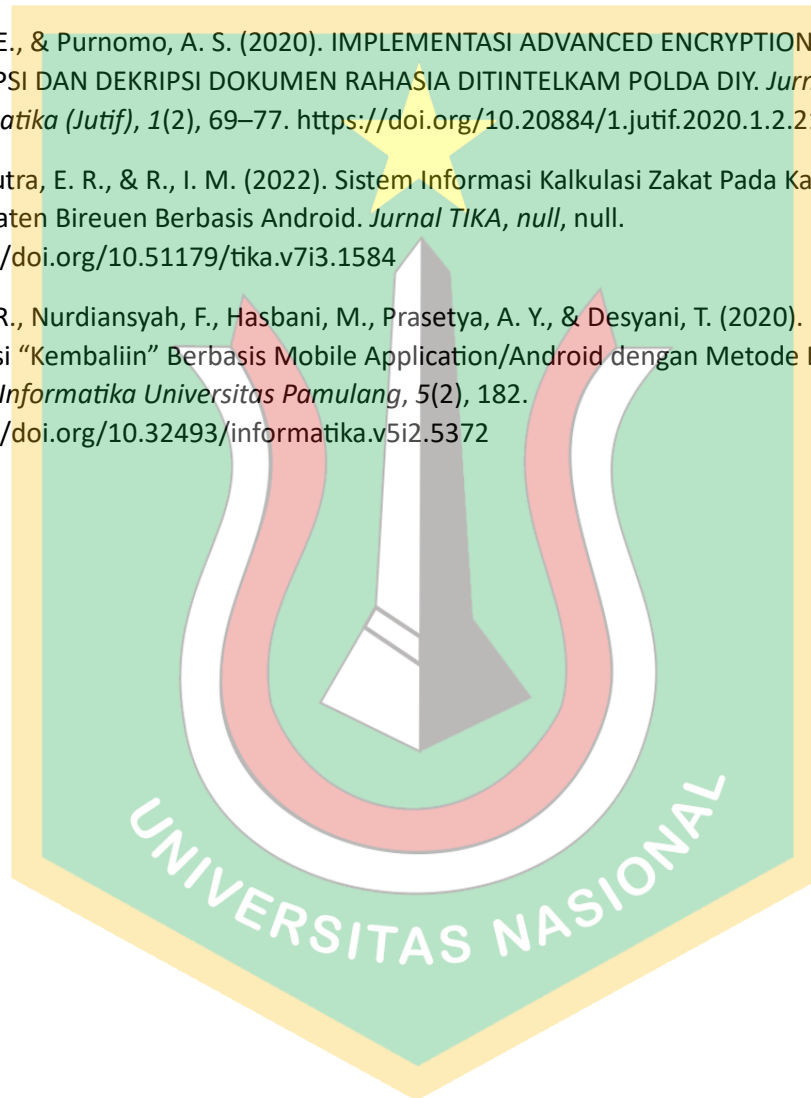 E., & Purnomo, A. S. (2020). IMPLEMENTASI ADVANCED ENCRYPTION
PSI DAN DEKRIPSI DOKUMEN RAHASIA DITINTELKAM POLDA DIY. Jurn
atika (Jutif), 1(2), 69–77. https://doi.org/10.20884/1.jutif.2020.1.2.2
utra, E. R., & R., I. M. (2022). Sistem Informasi Kalkulasi Zakat Pada Ka
aten Bireuen Berbasis Android. Jurnal TIKA, null, null.
/doi.org/10.51179/tika.v7i3.1584
R., Nurdiansyah, F., Hasbani, M., Prasetya, A. Y., & Desyani, T. (2020).
si “Kembaliin” Berbasis Mobile Application/Android dengan Metode
Informatika Universitas Pamulang, 5(2), 182.
/doi.org/10.32493/informatika.v5i2.5372
UNIVERSITAS NASIONAL